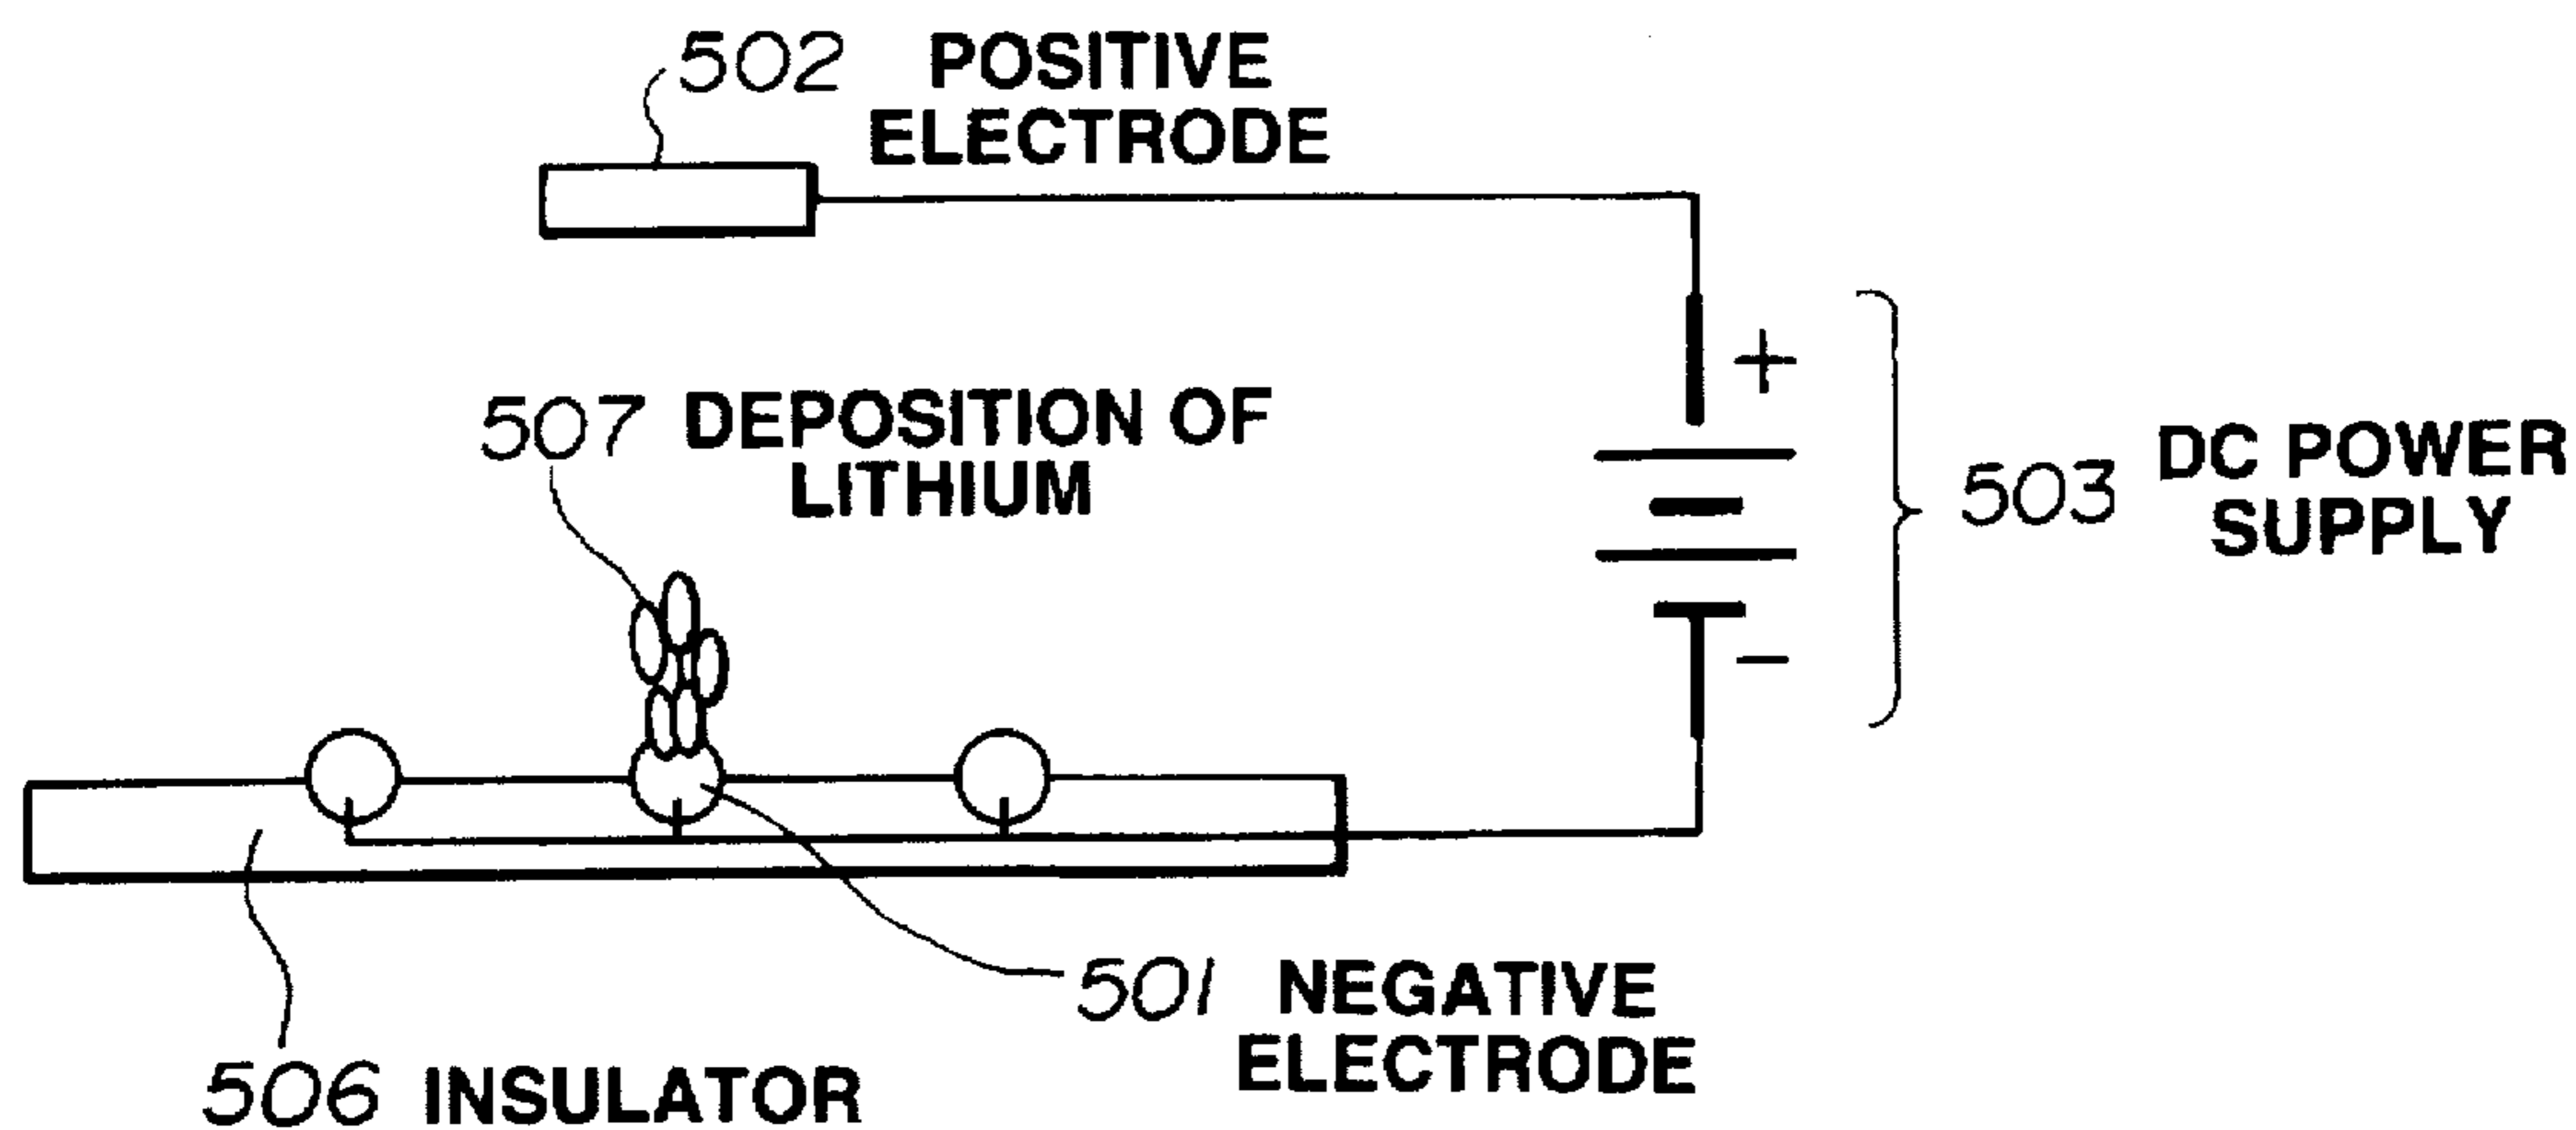 502 POSITIVE
ELECTRODE
507 DEPOSITION OF
LITHIUM
+
503 DC POWER
SUPPLY
−
501 NEGATIVE
ELECTRODE
506 INSULATOR